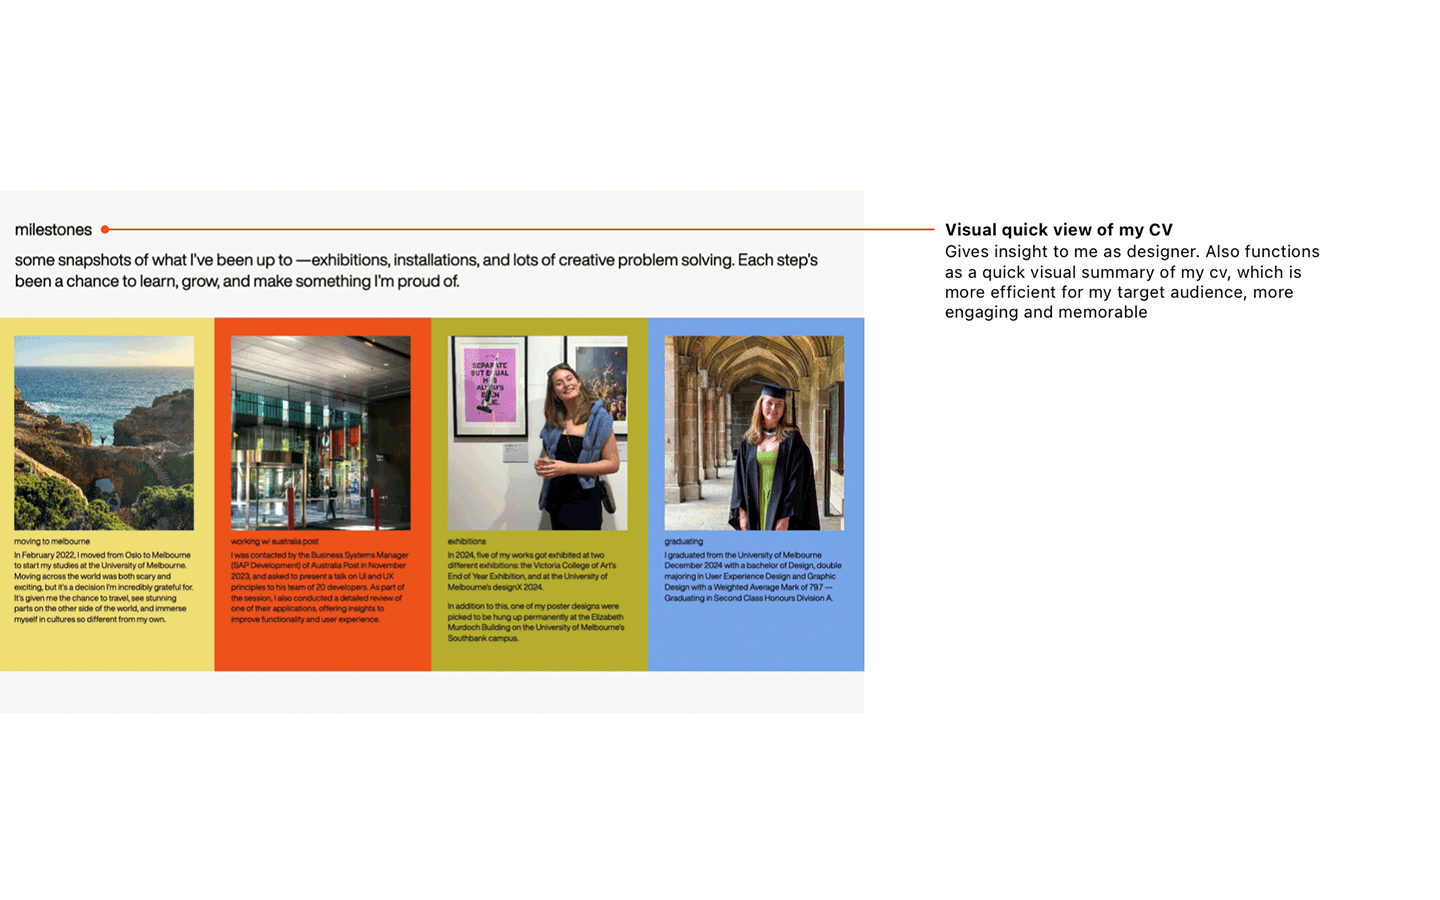 milestones
some snapshots of what I've been up to —exhibitions, installations, and lots of creative problem solving. Each step's
been a chance to learn, grow, and make something I'm proud of.
Visual quick view of my CV
Gives insight to me as designer. Also functions
as a quick visual summary of my cv, which is
more efficient for my target audience, more
engaging and memorable
moving to melbourne
In February 2022, I moved from Oslo to Melbourne
to start my studies at the University of Melbourne.
Moving across the world was both scary and
exciting, but it's a decision I'm incredibly grateful for.
It's given me the chance to travel, see stunning
parts on the other side of the world, and immerse
myself in cultures so different from my own.
working w/ australia post
I was contacted by the Business Systems Manager
(SAP Development) of Australia Post in November
2023, and asked to present a talk on UI and UX
principles to his team of 20 developers. As part of
the session, I also conducted a detailed review of
one of their applications, offering insights to
improve functionality and user experience.
SEPARATE
BUT EQUAL
HAS
ALWAYS
BEEN
A LIE.
exhibitions
In 2024, five of my works got exhibited at two
different exhibitions: the Victoria College of Art's
End of Year Exhibition, and at the University of
Melbourne's designX 2024.
In addition to this, one of my poster designs were
picked to be hung up permanently at the Elizabeth
Murdoch Building on the University of Melbourne's
Southbank campus.
graduating
I graduated from the University of Melbourne
December 2024 with a bachelor of Design, double
majoring in User Experience Design and Graphic
Design with a Weighted Average Mark of 79.7 —
Graduating in Second Class Honours Division A.